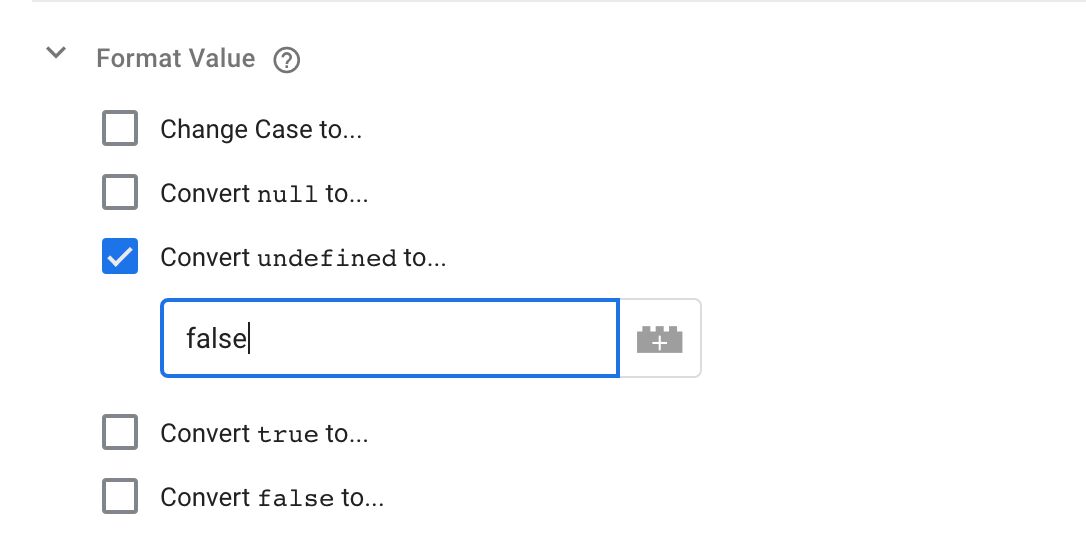 Format Value ?
Change Case to...
Convert null to...
Convert undefined to...
false
Convert true to...
Convert false to...